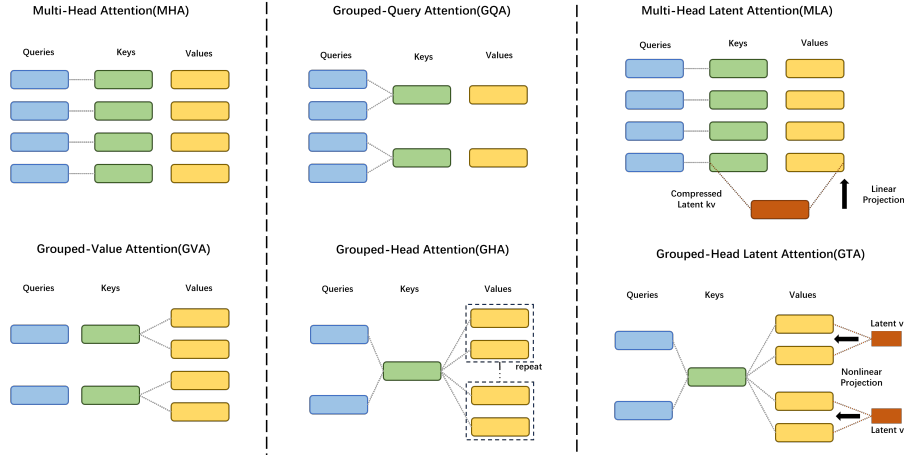 Multi-Head Attention(MHA)
Queries
Keys
Values
Grouped-Query Attention(GQA)
Queries
Keys
Values
Multi-Head Latent Attention(MLA)
Queries
Keys
Values
Compressed
Latent kv
Linear
Projection
Grouped-Value Attention(GVA)
Queries
Keys
Values
Grouped-Head Attention(GHA)
Queries
Keys
Values
repeat
Grouped-Head Latent Attention(GTA)
Queries
Keys
Values
Latent v
Nonlinear
Projection
Latent v